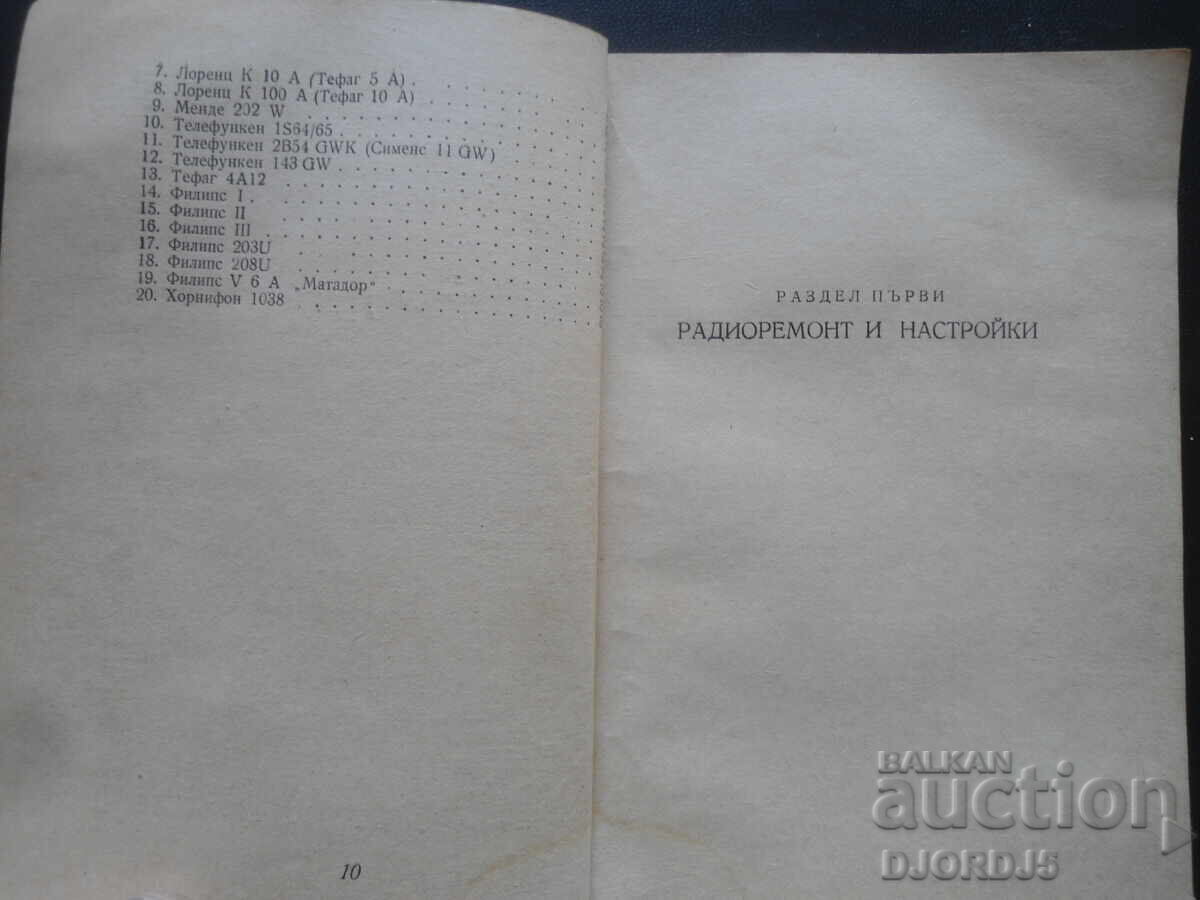 7. Лоренц К 10 А (Тефаг 5 А) .
8. Лоренц К 100 А (Тефаг 10 А)
9. Менде 202 W
10. Телефункен 1S64/65
11. Телефункен 2B54 GWK (Сименс 11 GW)
12. Телефункен 143 GW
13. Тефаг 4А12
14. Филипс I
15. Филипс II
16. Филипс III
17. Филипс 203U
18. Филипс 208U
19. Филипс V 6 А „Матадор“
20. Хорнифон 1038
10
РАЗДЕЛ ПЪРВИ
РАДИОРЕМОНТ И НАСТРОЙКИ
BALKAN
auction
DJORDJ5